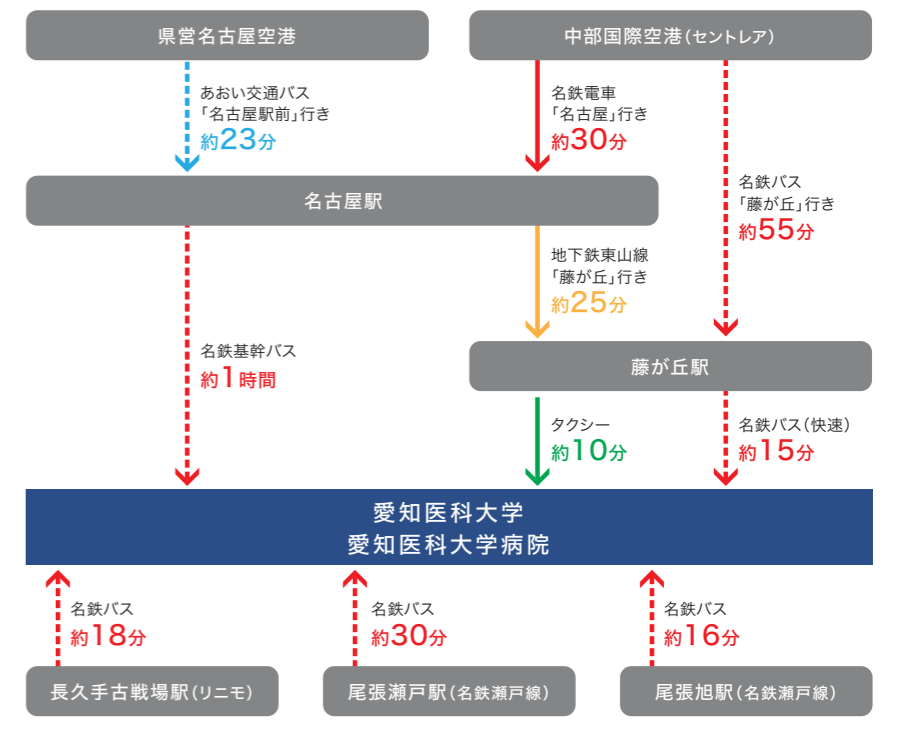 県営名古屋空港
中部国際空港(セントレア)
あおい交通バス
「名古屋駅前」行き
約23分
名鉄電車
「名古屋」行き
約30分
名鉄バス
「藤が丘」行き
約55分
名古屋駅
地下鉄東山線
「藤が丘」行き
約25分
名鉄基幹バス
約1時間
藤が丘駅
タクシー
約10分
名鉄バス(快速)
約15分
愛知医科大学
愛知医科大学病院
名鉄バス
約18分
名鉄バス
約30分
名鉄バス
約16分
長久手古戦場駅(リニモ)
尾張瀬戸駅(名鉄瀬戸線)
尾張旭駅(名鉄瀬戸線)